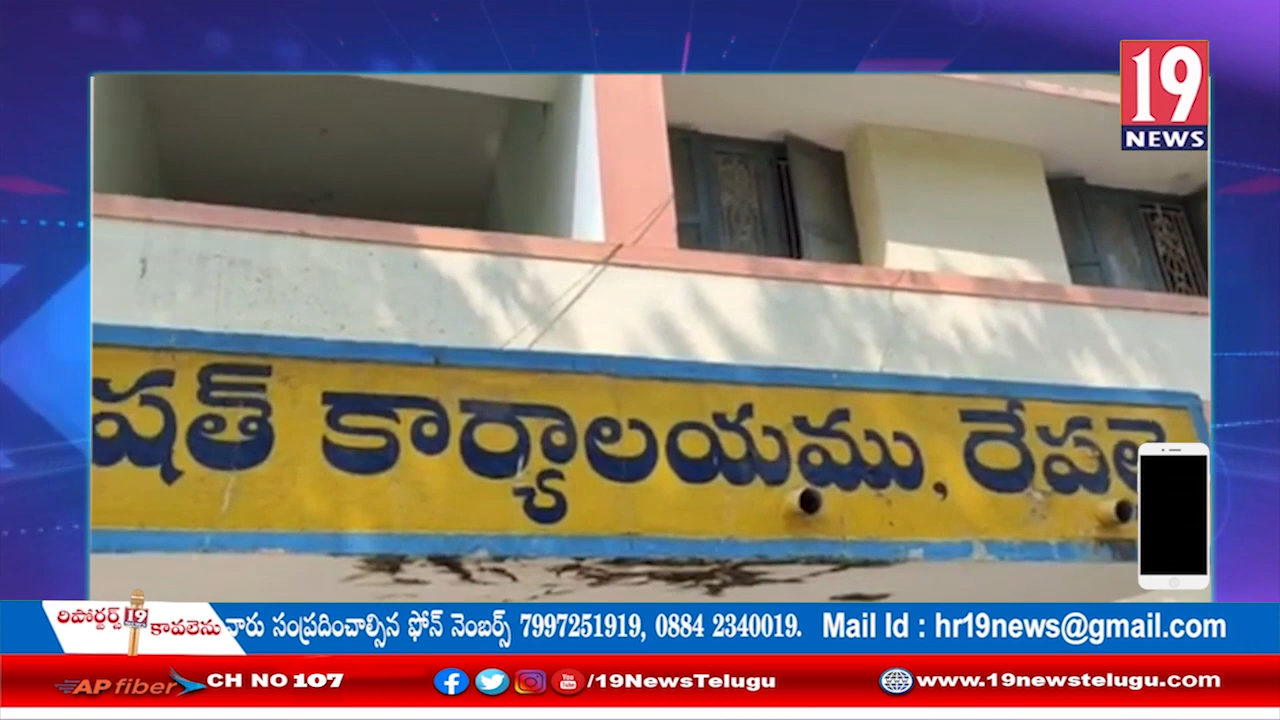 19
NEWS
షత్ కార్యాలయము, రేపల్లె
రిపోర్టర్స్ 19 కావలెను
వారు సంప్రదించాల్సిన ఫోన్ నెంబర్స్ 7997251919, 0884 2340019. Mail Id : hr19news@gmail.com
AP fiber CH NO 107
/19NewsTelugu
www.19newstelugu.com